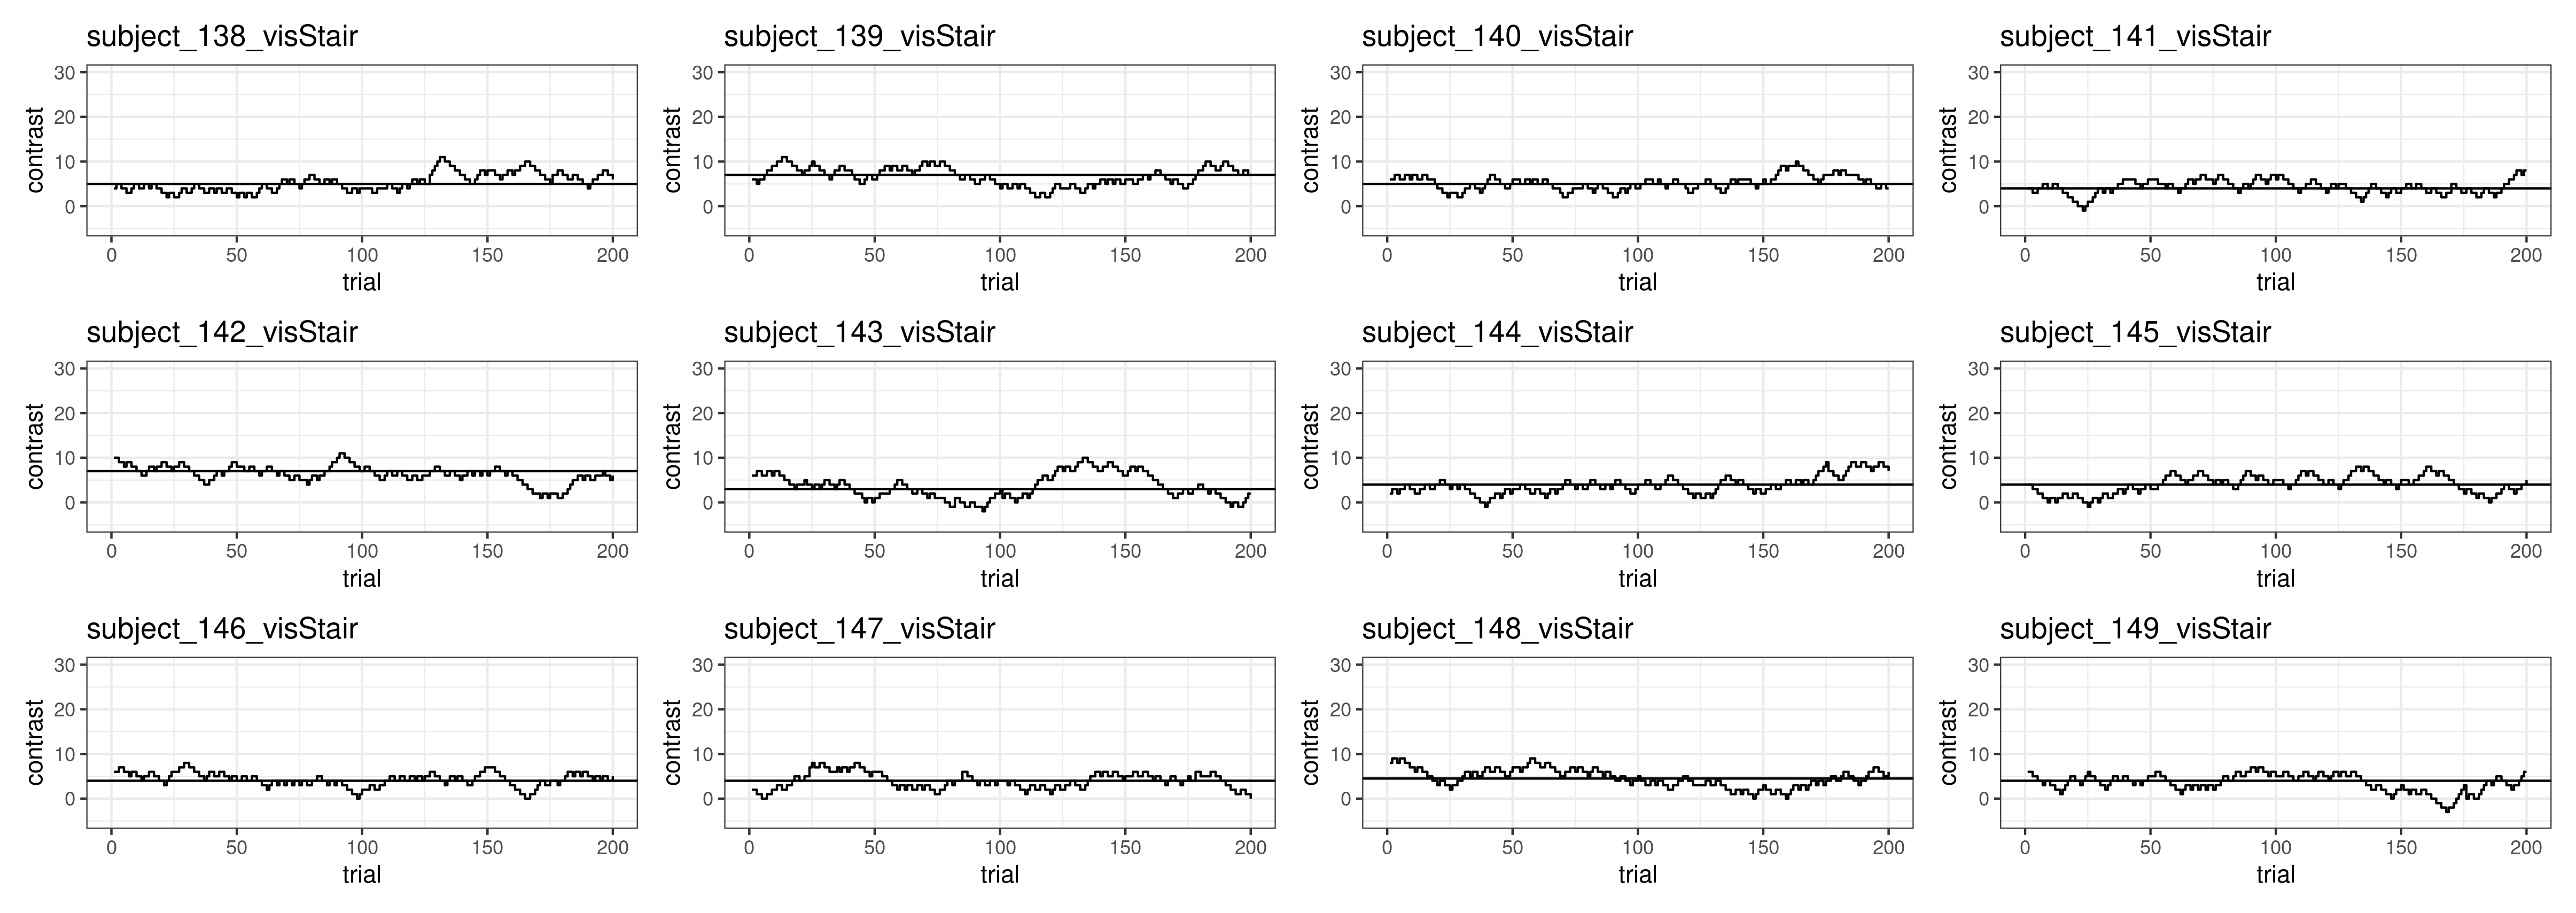 subject_138_visStair
30
20
10
0
contrast
0 50 100 150 200
trial
subject_139_visStair
30
20
10
0
contrast
0 50 100 150 200
trial
subject_140_visStair
30
20
10
0
contrast
0 50 100 150 200
trial
subject_141_visStair
30
20
10
0
contrast
0 50 100 150 200
trial
subject_142_visStair
30
20
10
0
contrast
0 50 100 150 200
trial
subject_143_visStair
30
20
10
0
contrast
0 50 100 150 200
trial
subject_144_visStair
30
20
10
0
contrast
0 50 100 150 200
trial
subject_145_visStair
30
20
10
0
contrast
0 50 100 150 200
trial
subject_146_visStair
30
20
10
0
contrast
0 50 100 150 200
trial
subject_147_visStair
30
20
10
0
contrast
0 50 100 150 200
trial
subject_148_visStair
30
20
10
0
contrast
0 50 100 150 200
trial
subject_149_visStair
30
20
10
0
contrast
0 50 100 150 200
trial